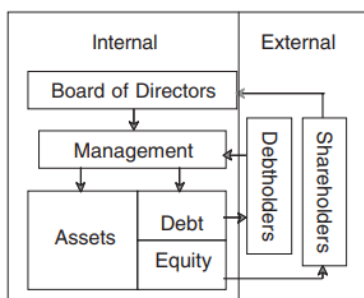 Internal
External
Board of Directors
Management
Debtholders
Shareholders
Assets
Debt
Equity